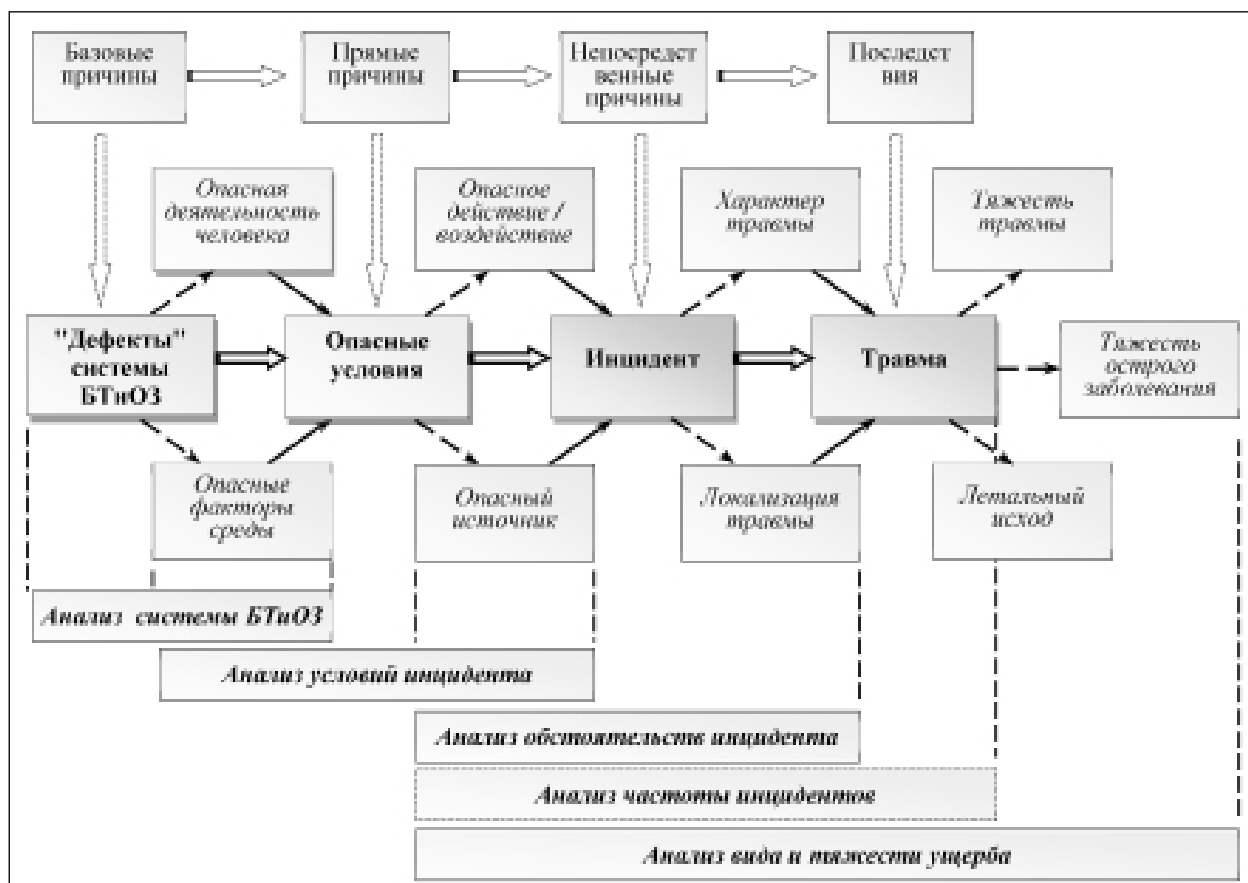 Базовые
причины
Прямые
причины
Непосредст
венные
причины
Последст
вия
Опасная
деятельность
человека
Опасное
действие /
воздействие
Характер
травмы
Тяжесть
травмы
"Дефекты"
системы
БТиОЗ
Опасные
условия
Инцидент
Травма
Тяжесть
острого
заболевания
Опасные
факторы
среды
Опасный
источник
Локализация
травмы
Летальный
исход
Анализ системы БТиОЗ
Анализ условий инцидента
Анализ обстоятельств инцидента
Анализ частоты инцидентов
Анализ вида и тяжести ущерба